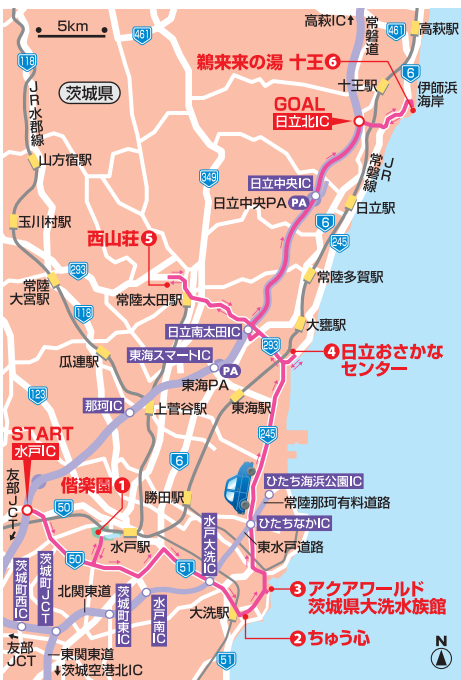 高萩IC↑
常磐道
461
高萩駅
5km
461
118
鵜来来の湯 十王❻
6
十王駅
伊師浜
海岸
茨城県
JR水郡線
GOAL
日立北IC
山方宿駅
349
JR
常磐線
日立中央IC
日立中央PA
PA
6
日立駅
玉川村駅
西山荘❺
245
293
常陸
大宮駅
常陸太田駅
常陸多賀駅
118
日立南太田IC
大甕駅
瓜連駅
東海スマートIC
293
❹日立おさかな
センター
PA
東海PA
123
那珂IC
上菅谷駅
東海駅
START
水戸IC
245
友部
JCT
6
偕楽園❶
勝田駅
ひたち海浜公園IC
常陸那珂有料道路
50
50
水戸駅
水戸大洗IC
ひたちなかIC
東水戸道路
51
茨城町西IC
茨城町JCT
北関東道
茨城町東IC
水戸南IC
❸アクアワールド
茨城県大洗水族館
大洗駅
❷ちゅう心
友部
JCT
東関東道
↓茨城空港北IC
51
N